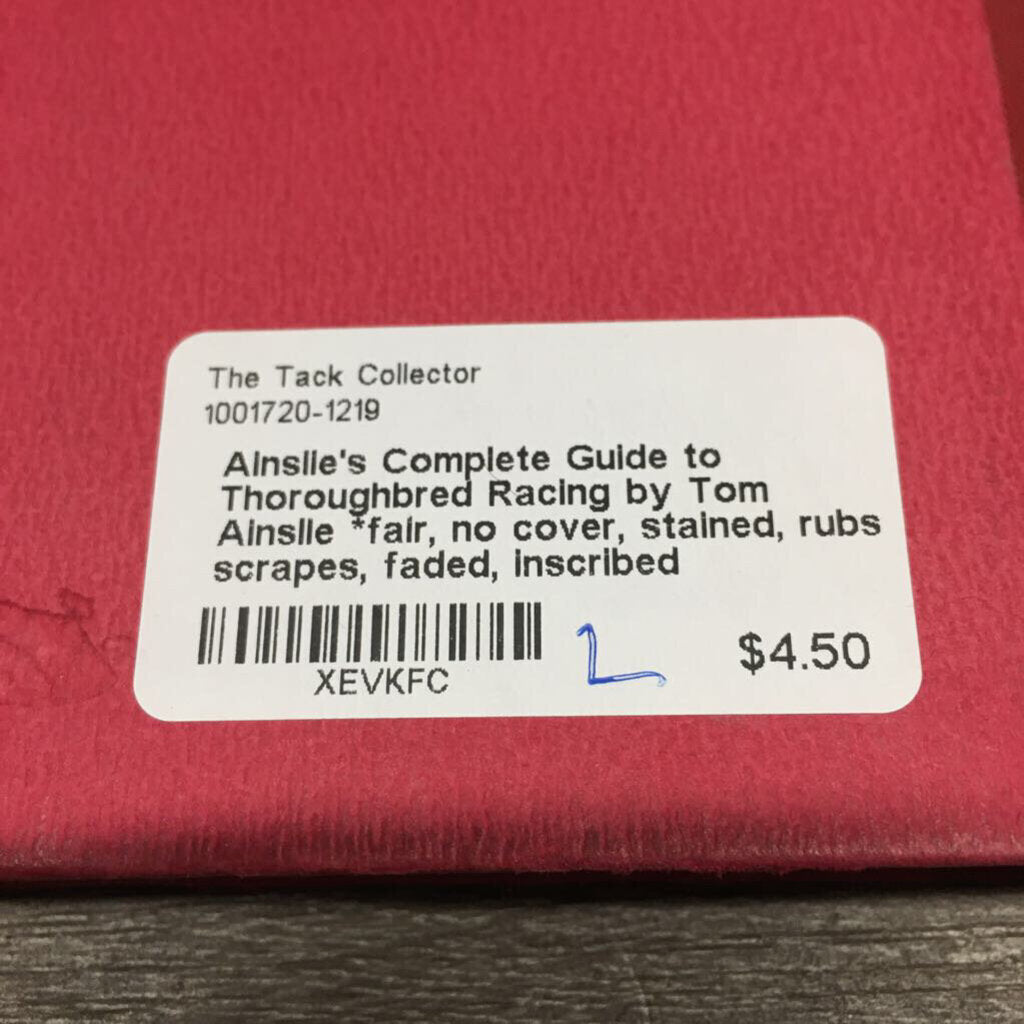 The Tack Collector
1001720-1219
Ainslie's Complete Guide to
Thoroughbred Racing by Tom
Ainslie *fair, no cover, stained, rubs
scrapes, faded, inscribed
XEVKFC
L
$4.50